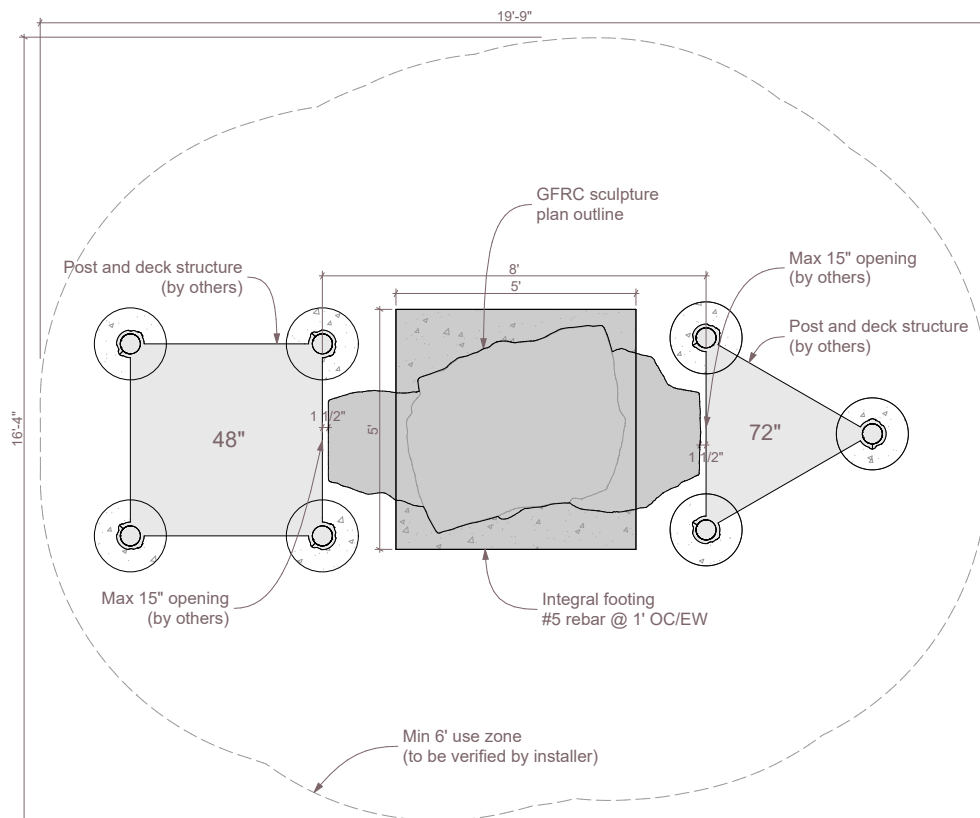 19'-9"
16'-4"
GFRC sculpture
plan outline
Post and deck structure
(by others)
8'
5'
Max 15" opening
(by others)
Post and deck structure
(by others)
1 1/2"
5'
48"
72"
1 1/2"
Max 15" opening
(by others)
Integral footing
#5 rebar @ 1' OC/EW
Min 6' use zone
(to be verified by installer)